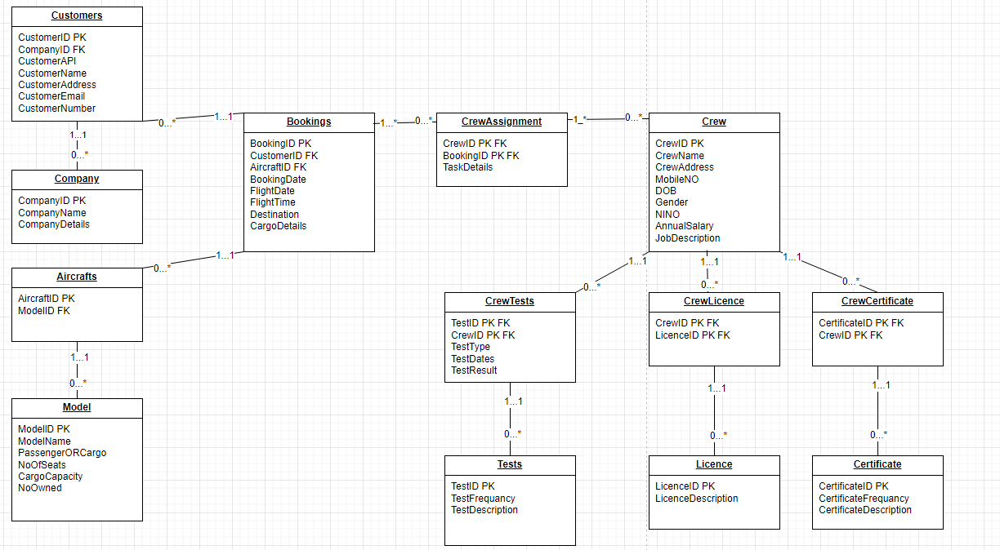 Customers
CustomerID PK
CompanyID FK
CustomerAPI
CustomerName
CustomerAddress
CustomerEmail
CustomerNumber
0...*
1...1
1...1
0...*
Company
CompanyID PK
CompanyName
CompanyDetails
Bookings
BookingID PK
CustomerID FK
AircraftID FK
BookingDate
FlightDate
FlightTime
Destination
CargoDetails
1...*
0...*
CrewAssignment
CrewID PK FK
BookingID PK FK
TaskDetails
1..*
0...*
Crew
CrewID PK
CrewName
CrewAddress
MobileNO
DOB
Gender
NINO
AnnualSalary
JobDescription
0...*
1...1
Aircrafts
AircraftID PK
ModelID FK
1...1
0...*
Model
ModelID PK
ModelName
PassengerORCargo
NoOfSeats
CargoCapacity
NoOwned
1...1
0...*
1...1
0...*
1...1
0...*
CrewTests
TestID PK FK
CrewID PK FK
TestType
TestDates
TestResult
1...1
0...*
Tests
TestID PK
TestFrequancy
TestDescription
CrewLicence
CrewID PK FK
LicenceID PK FK
1...1
0...*
Licence
LicenceID PK
LicenceDescription
CrewCertificate
CertificateID PK FK
CrewID PK FK
1...1
0...*
Certificate
CertificateID PK
CertificateFrequancy
CertificateDescription